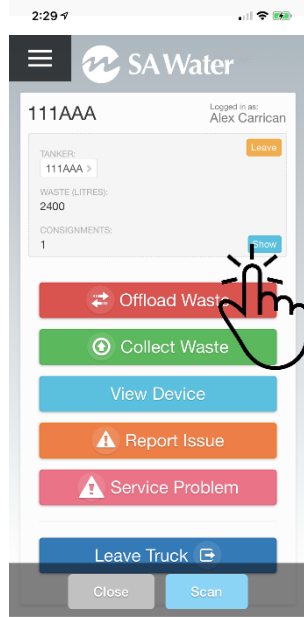 2:29
SA Water
111AAA
Logged in as:
Alex Carrican
TANKER:
Leave
111AAA >
WASTE (LITRES):
2400
CONSIGNMENTS:
1
Show
Offload Waste
Collect Waste
View Device
Report Issue
Service Problem
Leave Truck
Close
Scan